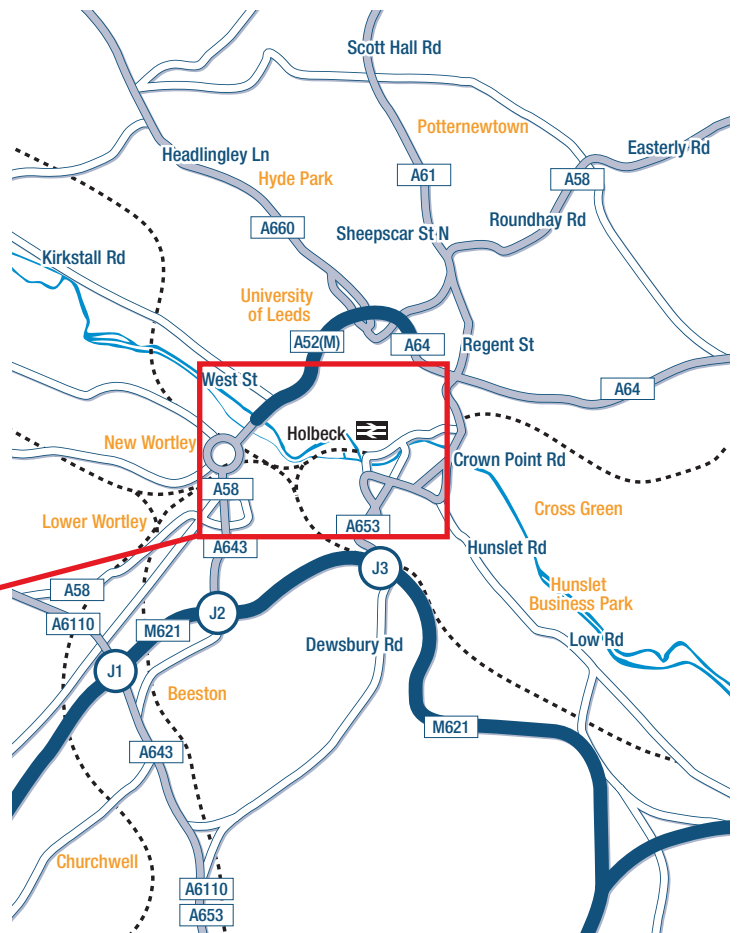 Scott Hall Rd
Potternewtown
Easterly Rd
Headlingley Ln
Hyde Park
A61
A58
A660
Roundhay Rd
Sheepscar St N
Kirkstall Rd
University
of Leeds
A52(M)
A64
Regent St
West St
A64
Holbeck
New Wortley
Crown Point Rd
A58
Cross Green
Lower Wortley
A653
A643
Hunslet Rd
J3
A58
Hunslet
Business Park
A6110
J2
M621
Dewsbury Rd
Low Rd
J1
Beeston
M621
A643
Churchwell
A6110
A653